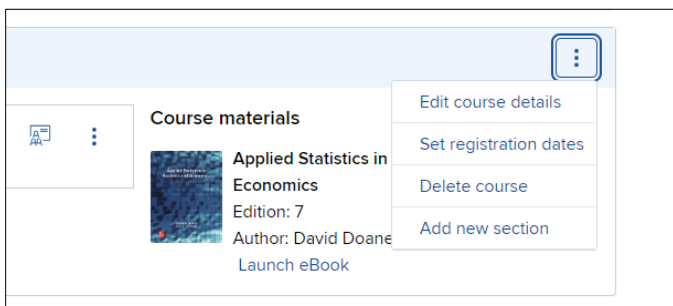 Edit course details
Set registration dates
Delete course
Add new section
Course materials
Applied Statistics in
Economics
Edition: 7
Author: David Doane
Launch eBook